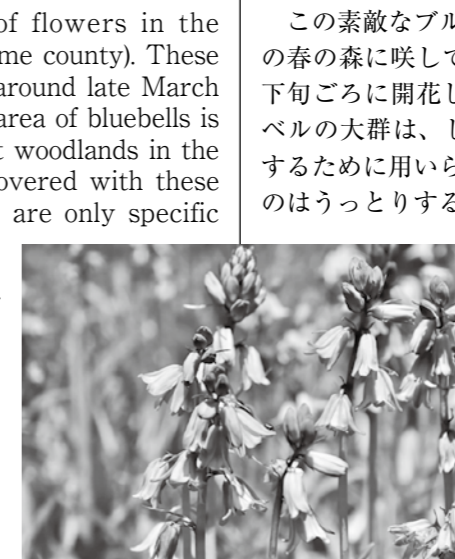 of flowers in the
me county). These
around late March
area of bluebells is
t woodlands in the
overed with these
are only specific
この素敵なブル
の春の森に咲して
下旬ごろに開花し
ベルの大群は、し
するために用いら
のはうっとりする